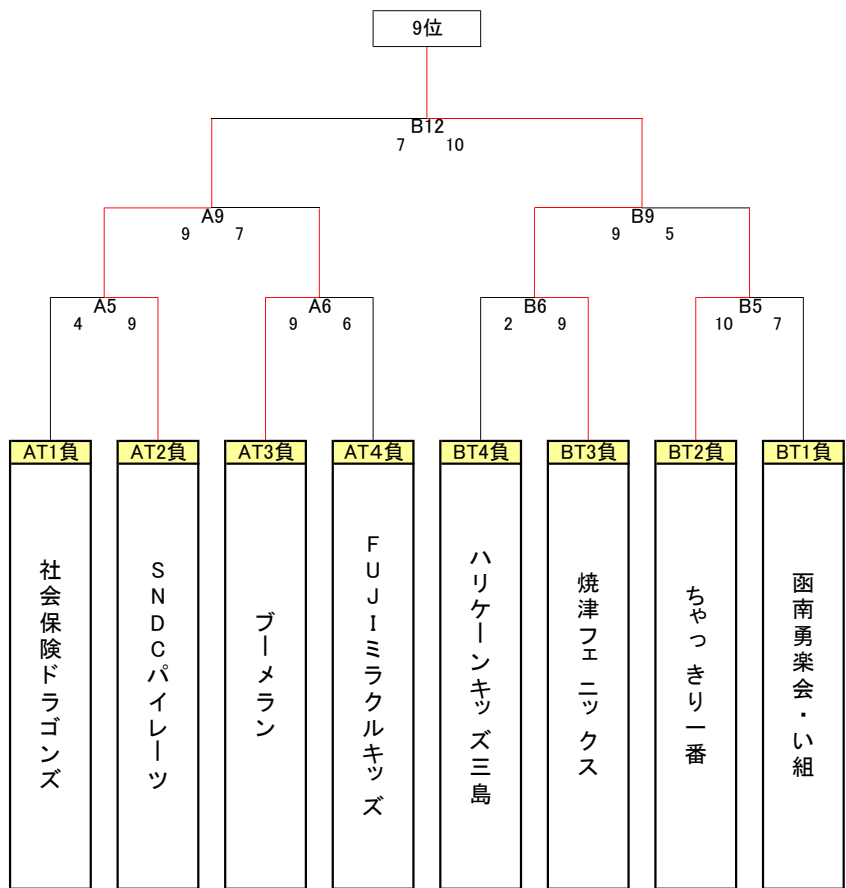 9位
B12
7 10
A9
9 7
B9
9 5
A5
4 9
A6
9 6
B6
2 9
B5
10 7
AT1負 AT2負 AT3負 AT4負 BT4負 BT3負 BT2負 BT1負
社会保険ドラゴンズ
SNDCパイレーツ
ブーメラン
FUJIミラクルキッズ
ハリケーンキッズ三島
焼津フェニックス
ちゃっきり一番
函南勇楽会・い組